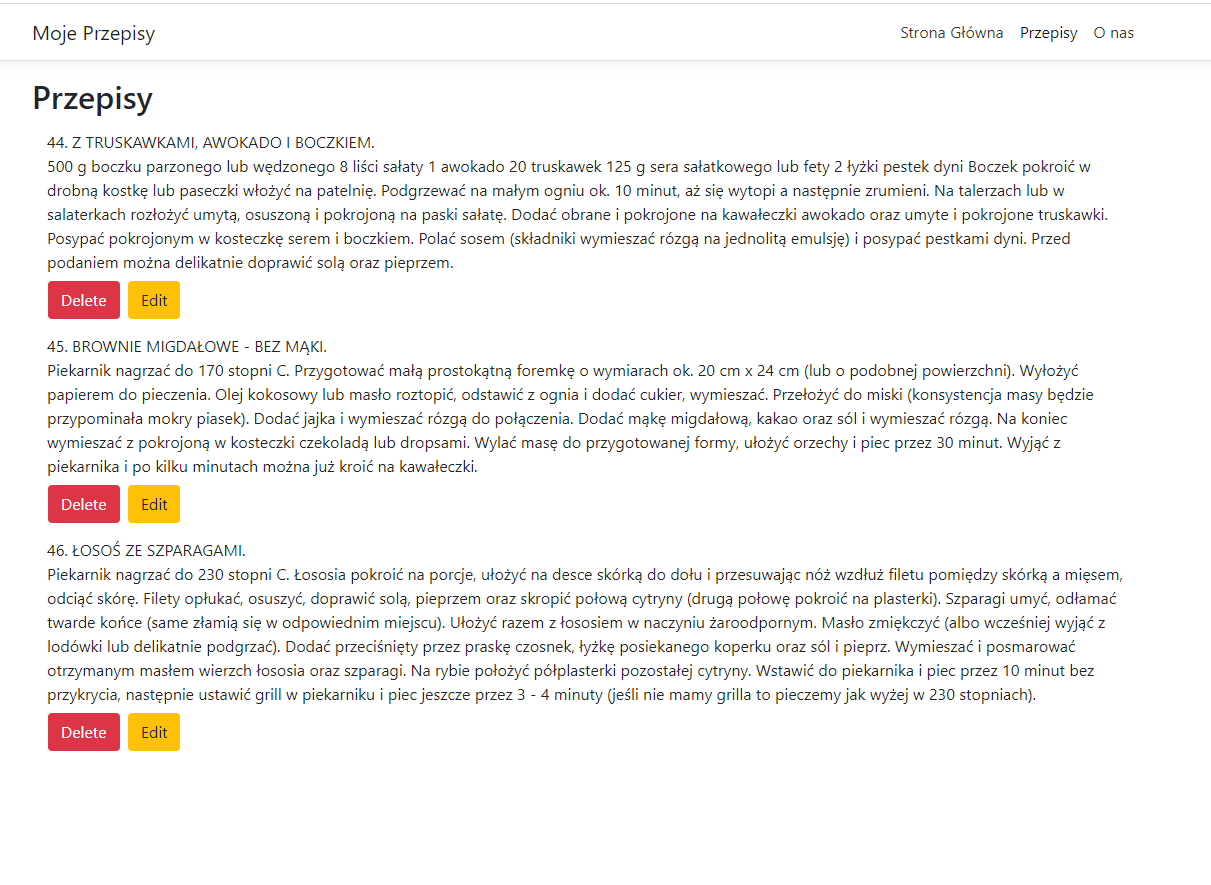 Moje Przepisy
Strona Główna Przepisy O nas
Przepisy
44. Z TRUSKAWKAMI, AWOKADO I BOCZKIEM.
500 g boczku parzonego lub wędzonego 8 liści sałaty 1 awokado 20 truskawek 125 g sera sałatkowego lub fety 2 łyżki pestek dyni Boczek pokroić w
drobną kostkę lub paseczki włożyć na patelnię. Podgrzewać na małym ogniu ok. 10 minut, aż się wytopi a następnie zrumieni. Na talerzach lub w
salaterkach rozłożyć umytą, osuszoną i pokrojoną na paski sałatę. Dodać obrane i pokrojone na kawałeczki awokado oraz umyte i pokrojone truskawki.
Posypać pokrojonym w kosteczkę serem i boczkiem. Polać sosem (składniki wymieszać rózgą na jednolitą emulsję) i posypać pestkami dyni. Przed
podaniem można delikatnie doprawić solą oraz pieprzem.
Delete Edit
45. BROWNIE MIGDAŁOWE - BEZ MĄKI.
Piekarnik nagrzać do 170 stopni C. Przygotować małą prostokątną foremkę o wymiarach ok. 20 cm x 24 cm (lub o podobnej powierzchni). Wyłożyć
papierem do pieczenia. Olej kokosowy lub masło roztopić, odstawić z ognia i dodać cukier, wymieszać. Przełożyć do miski (konsystencja masy będzie
przypominała mokry piasek). Dodać jajka i wymieszać rózgą do połączenia. Dodać mąkę migdałową, kakao oraz sól i wymieszać rózgą. Na koniec
wymieszać z pokrojoną w kosteczki czekoladą lub dropsami. Wylać masę do przygotowanej formy, ułożyć orzechy i piec przez 30 minut. Wyjąć z
piekarnika i po kilku minutach można już kroić na kawałeczki.
Delete Edit
46. ŁOSOŚ ZE SZPARAGAMI.
Piekarnik nagrzać do 230 stopni C. Łososia pokroić na porcje, ułożyć na desce skórką do dołu i przesuwając nóż wzdłuż filetu pomiędzy skórką a mięsem,
odciąć skórę. Filety opłukać, osuszyć, doprawić solą, pieprzem oraz skropić połową cytryny (drugą połowę pokroić na plasterki). Szparagi umyć, odłamać
twarde końce (same złamią się w odpowiednim miejscu). Ułożyć razem z łososiem w naczyniu żaroodpornym. Masło zmiękczyć (albo wcześniej wyjąć z
lodówki lub delikatnie podgrzać). Dodać przeciśnięty przez praskę czosnek, łyżkę posiekanego koperku oraz sól i pieprz. Wymieszać i posmarować
otrzymanym masłem wierzch łososia oraz szparagi. Na rybie położyć półplasterki pozostałej cytryny. Wstawić do piekarnika i piec przez 10 minut bez
przykrycia, następnie ustawić grill w piekarniku i piec jeszcze przez 3 - 4 minuty (jeśli nie mamy grilla to pieczemy jak wyżej w 230 stopniach).
Delete Edit